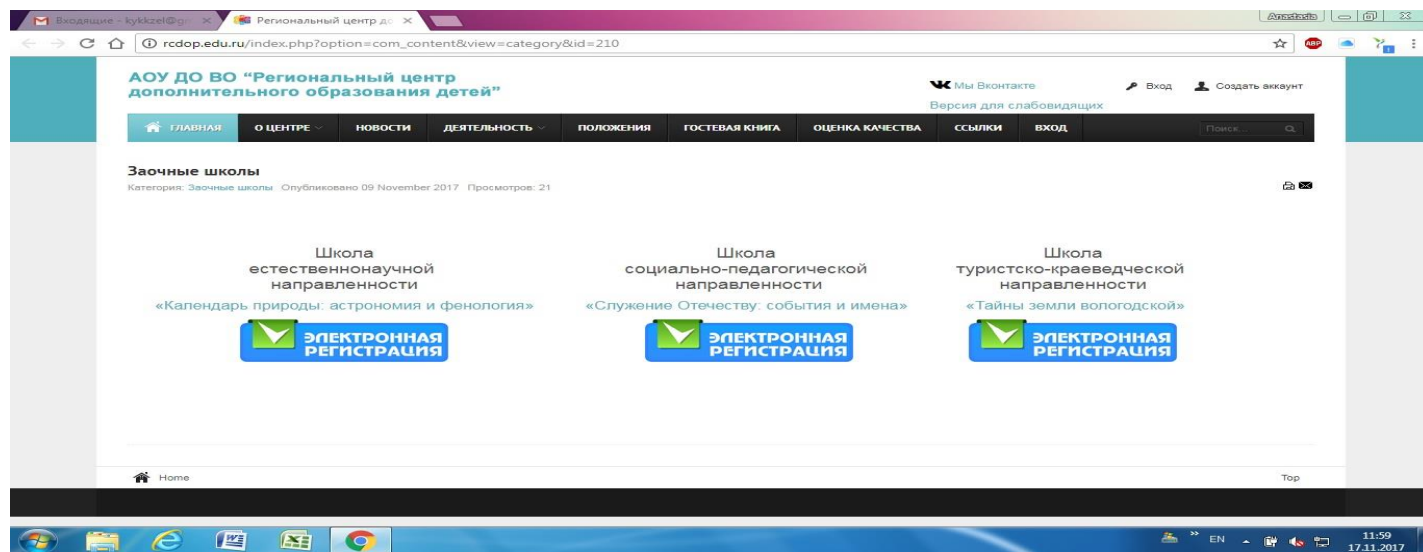 Входящие - kykkzel@gm
Региональный центр до
Anastasia
rcdop.edu.ru/index.php?option=com_content&view=category&id=210
ABP
1
АОУ ДО ВО "Региональный центр
дополнительного образования детей"
Мы Вконтакте
Версия для слабовидящих
Вход
Создать аккаунт
ГЛАВНАЯ О ЦЕНТРЕ НОВОСТИ ДЕЯТЕЛЬНОСТЬ ПОЛОЖЕНИЯ ГОСТЕВАЯ КНИГА ОЦЕНКА КАЧЕСТВА ССЫЛКИ ВХОД Поиск...
Заочные школы
Категория: Заочные школы Опубликовано 09 November 2017 Просмотров: 21
Школа
естественнонаучной
направленности
«Календарь природы: астрономия и фенология»
ЭЛЕКТРОННАЯ
РЕГИСТРАЦИЯ
Школа
социально-педагогической
направленности
«Служение Отечеству: события и имена»
ЭЛЕКТРОННАЯ
РЕГИСТРАЦИЯ
Школа
туристско-краеведческой
направленности
«Тайны земли вологодской»
ЭЛЕКТРОННАЯ
РЕГИСТРАЦИЯ
Home
Top
EN
11:59
17.11.2017